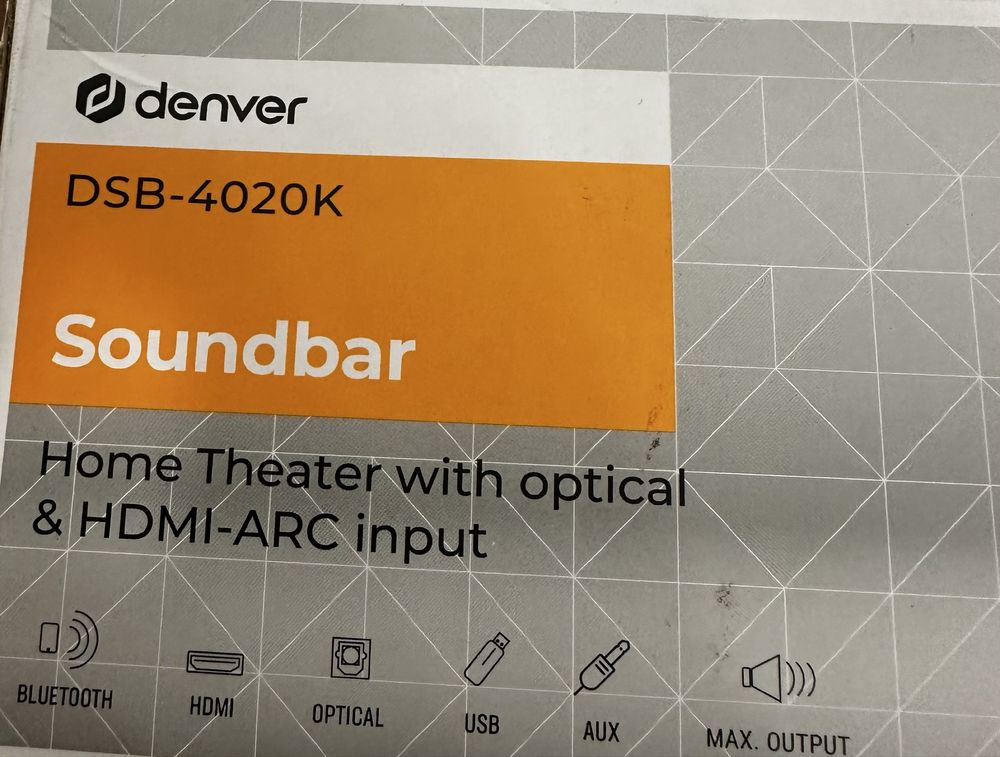 denver
DSB-4020K
Soundbar
Home Theater with optical
& HDMI-ARC input
BLUETOOTH
HDMI
OPTICAL
USB
AUX
MAX. OUTPUT